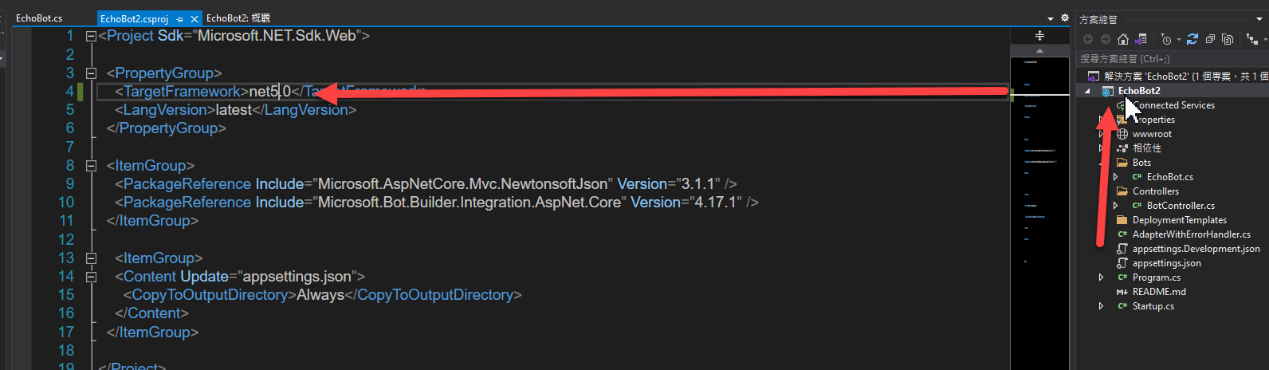 EchoBot.cs EchoBot2.csproj EchoBot2: 概觀
1 <Project Sdk="Microsoft.NET.Sdk.Web">
2
3 <PropertyGroup>
4 <TargetFramework>net5.0</TargetFramework>
5 <LangVersion>latest</LangVersion>
6 </PropertyGroup>
7
8 <ItemGroup>
9 <PackageReference Include="Microsoft.AspNetCore.Mvc.NewtonsoftJson" Version="3.1.1" />
10 <PackageReference Include="Microsoft.Bot.Builder.Integration.AspNet.Core" Version="4.17.1" />
11 </ItemGroup>
12
13 <ItemGroup>
14 <Content Update="appsettings.json">
15 <CopyToOutputDirectory>Always</CopyToOutputDirectory>
16 </Content>
17 </ItemGroup>
18
19 </Project>
方案總管
搜尋方案總管 (Ctrl+;)
解決方案 'EchoBot2' (1 個專案，共 1
EchoBot2
Connected Services
Properties
wwwroot
相依性
Bots
C# EchoBot.cs
Controllers
C# BotController.cs
DeploymentTemplates
C# AdapterWithErrorHandler.cs
appsettings.Development.json
appsettings.json
C# Program.cs
M↓ README.md
C# Startup.cs